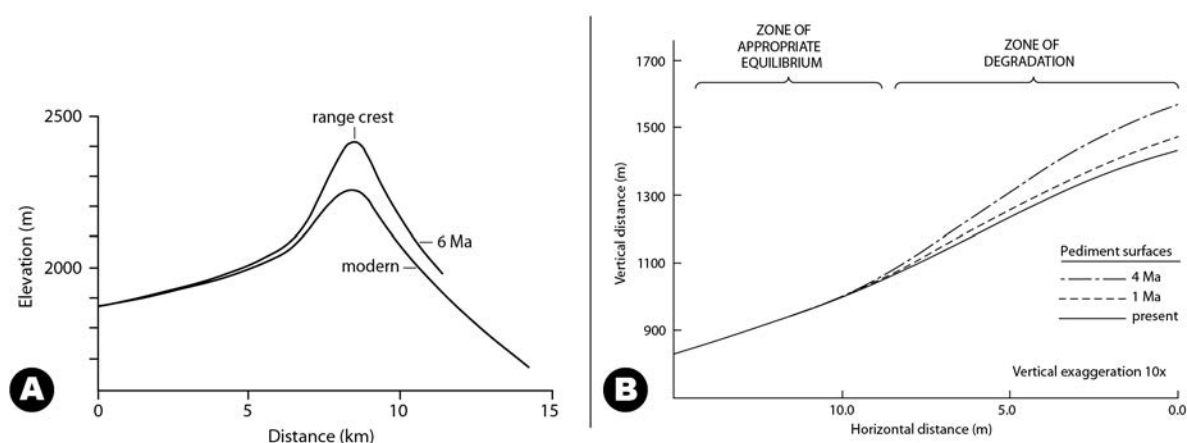 2500
2000
Elevation (m)
range crest
6 Ma
modern
0
5
10
15
Distance (km)
A
ZONE OF
APPROPRIATE
EQUILIBRIUM
ZONE OF
DEGRADATION
1700
1500
1300
1100
900
Vertical distance (m)
Pediment surfaces
4 Ma
1 Ma
present
Vertical exaggeration 10x
10.0
5.0
0.0
Horizontal distance (m)
B